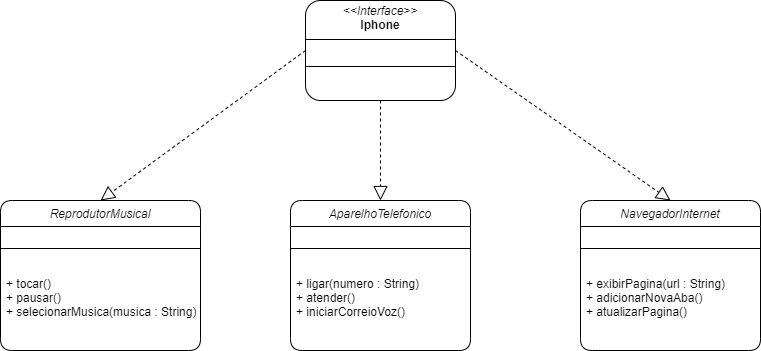 <<Interface>>
Iphone
ReprodutorMusical
+ tocar()
+ pausar()
+ selecionarMusica(musica : String)
AparelhoTelefonico
+ ligar(numero : String)
+ atender()
+ iniciarCorreioVoz()
NavegadorInternet
+ exibirPagina(url : String)
+ adicionarNovaAba()
+ atualizarPagina()